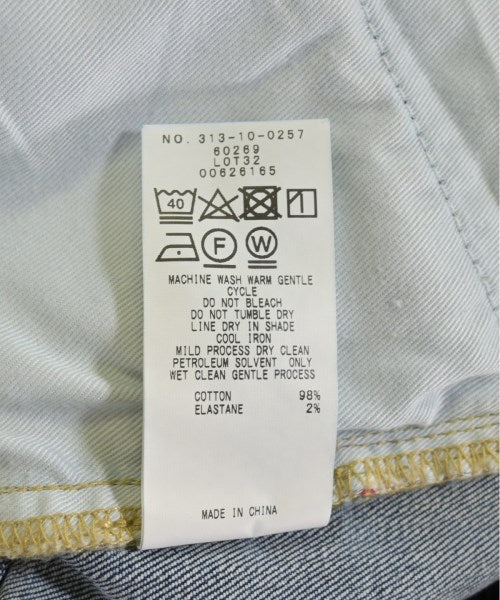 NO. 313-10-0257
60269
LOT32
00626165
40
F W
MACHINE WASH WARM GENTLE
CYCLE
DO NOT BLEACH
DO NOT TUMBLE DRY
LINE DRY IN SHADE
COOL IRON
MILD PROCESS DRY CLEAN
PETROLEUM SOLVENT ONLY
WET CLEAN GENTLE PROCESS
COTTON 98%
ELASTANE 2%
MADE IN CHINA